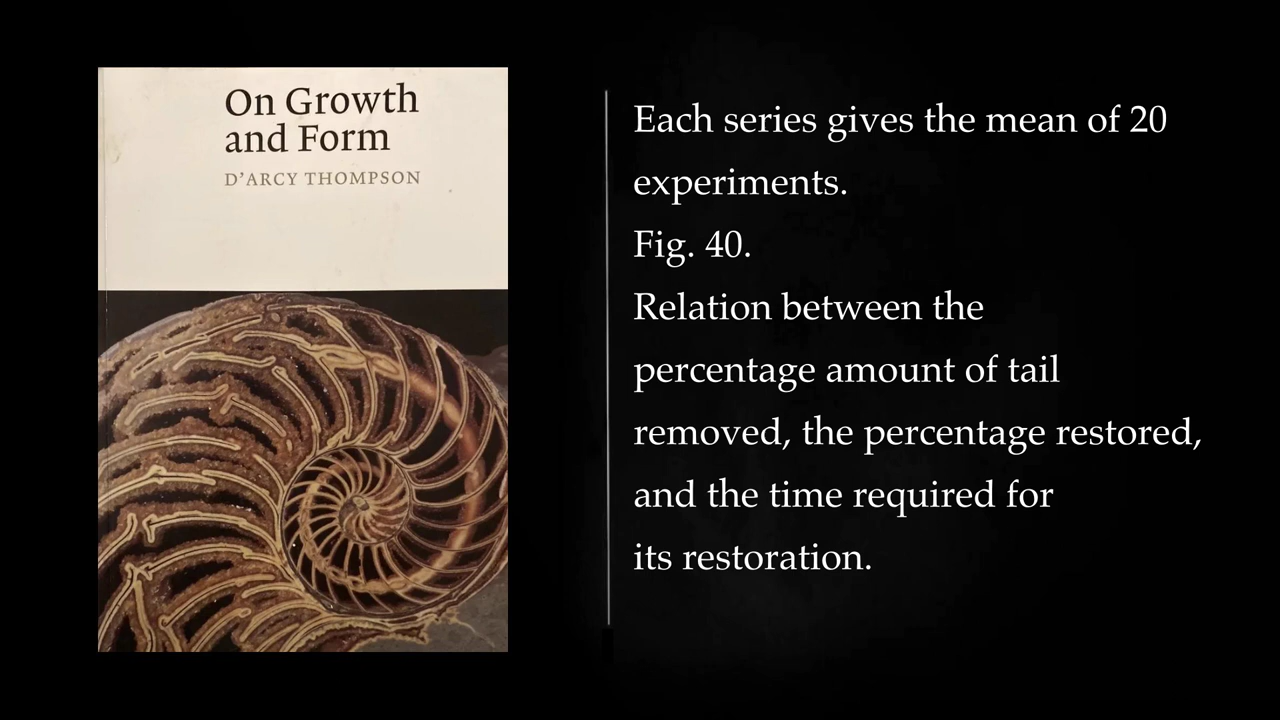 On Growth
and Form
D'ARCY THOMPSON
Each series gives the mean of 20
experiments.
Fig. 40.
Relation between the
percentage amount of tail
removed, the percentage restored,
and the time required for
its restoration.